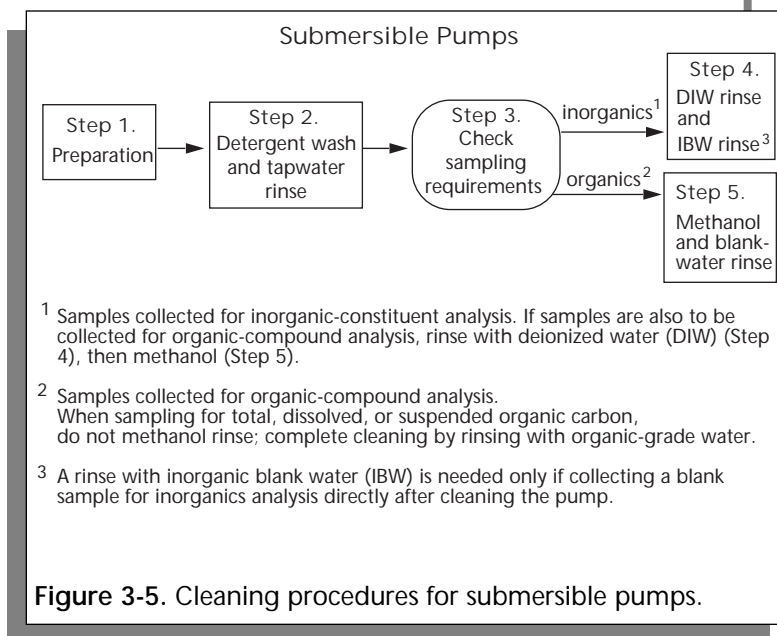 Submersible Pumps
Step 1.
Preparation
Step 2.
Detergent wash
and tapwater
rinse
Step 3.
Check
sampling
requirements
inorganics1
organics2
Step 4.
DIW rinse
and
IBW rinse3
Step 5.
Methanol
and blank-
water rinse
1 Samples collected for inorganic-constituent analysis. If samples are also to be
collected for organic-compound analysis, rinse with deionized water (DIW) (Step
4), then methanol (Step 5).
2 Samples collected for organic-compound analysis.
When sampling for total, dissolved, or suspended organic carbon,
do not methanol rinse; complete cleaning by rinsing with organic-grade water.
3 A rinse with inorganic blank water (IBW) is needed only if collecting a blank
sample for inorganics analysis directly after cleaning the pump.
Figure 3-5. Cleaning procedures for submersible pumps.